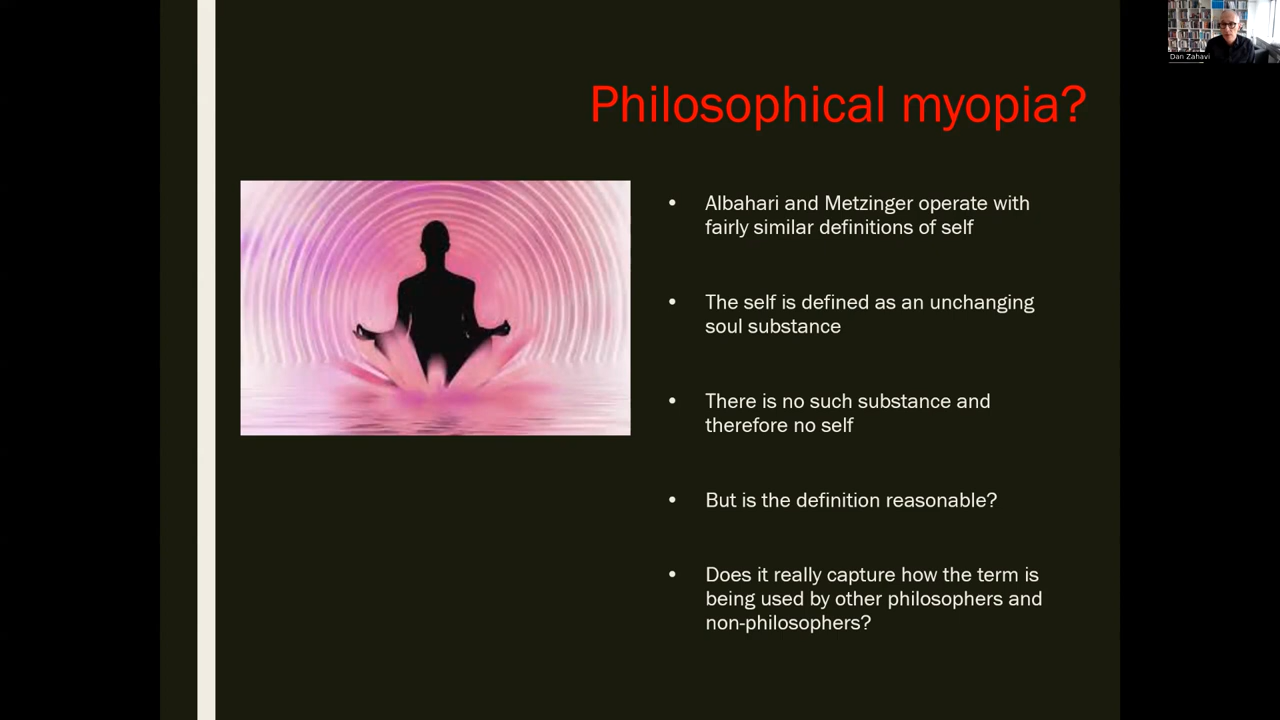 Dan Zahavi
Philosophical myopia?
• Albahari and Metzinger operate with
fairly similar definitions of self
• The self is defined as an unchanging
soul substance
• There is no such substance and
therefore no self
• But is the definition reasonable?
• Does it really capture how the term is
being used by other philosophers and
non-philosophers?